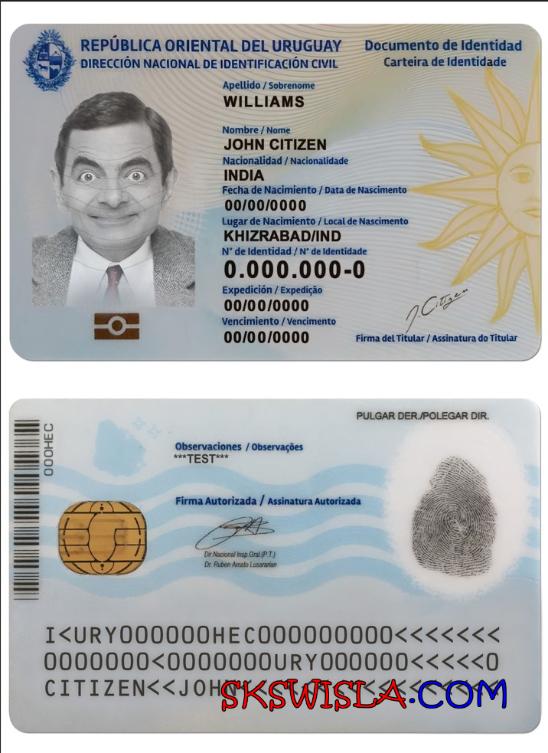 REPÚBLICA ORIENTAL DEL URUGUAY
DIRECCIÓN NACIONAL DE IDENTIFICACIÓN CIVIL
Documento de Identidad
Carteira de Identidade
Apellido / Sobrenome
WILLIAMS
Nombre / Nome
JOHN CITIZEN
Nacionalidad / Nacionalidade
INDIA
Fecha de Nacimiento / Data de Nascimento
00/00/0000
Lugar de Nacimiento / Local de Nascimento
KHIZRABAD/IND
N° de Identidad / N° de Identidade
0.000.000-0
Expedición / Expedição
00/00/0000
Vencimiento / Vencimento
00/00/0000
J. Citizen
Firma del Titular / Assinatura do Titular
PULGAR DER./POLEGAR DIR.
000HEC
Observaciones / Observações
***TEST***
Firma Autorizada / Assinatura Autorizada
Dir.Nacional Insp.Gral.(P.T.)
Dr. Ruben Amato Lusararian
I<URY000000HEC000000000<<<<<<<
0000000<0000000URY000000<<<<<0
CITIZEN<<JOHN
SKSWISLA.COM